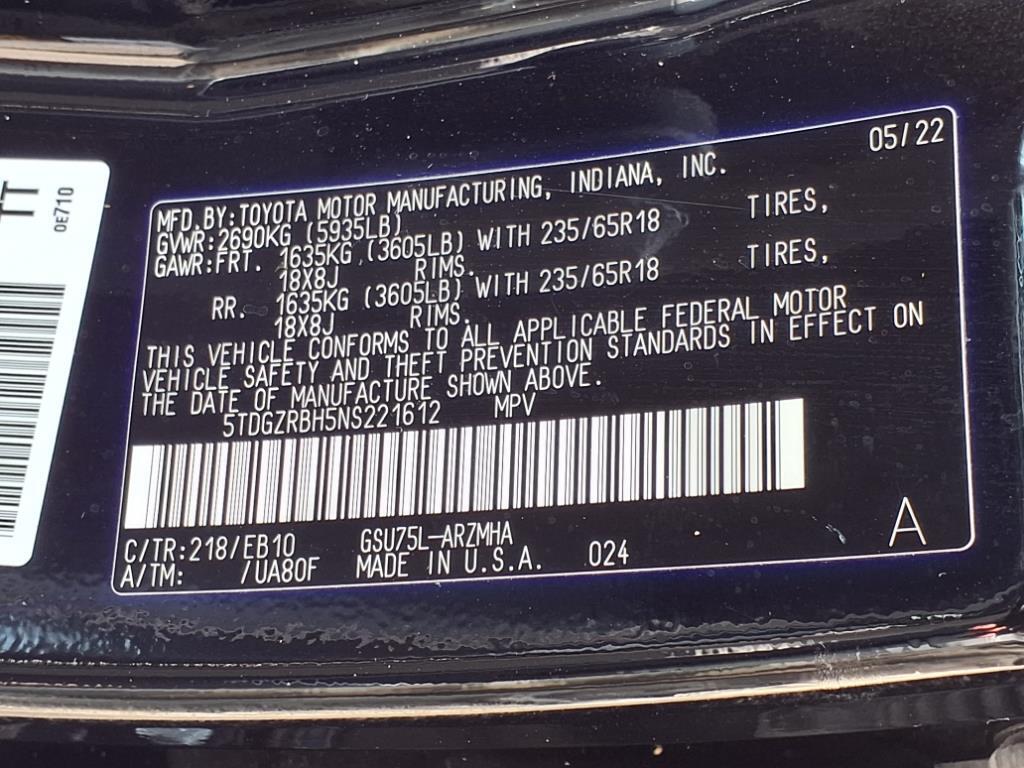 TT
0E710
05/22
MFD.BY:TOYOTA MOTOR MANUFACTURING, INDIANA, INC.
GVWR:2690KG (5935LB)
GAWR:FRT. 1635KG (3605LB) WITH 235/65R18 TIRES,
18X8J RIMS.
RR. 1635KG (3605LB) WITH 235/65R18 TIRES,
18X8J RIMS.
THIS VEHICLE CONFORMS TO ALL APPLICABLE FEDERAL MOTOR
VEHICLE SAFETY AND THEFT PREVENTION STANDARDS IN EFFECT ON
THE DATE OF MANUFACTURE SHOWN ABOVE.
5TDGZRBH5NS221612 MPV
C/TR:218/EB10 GSU75L-ARZMHA
A/TM: /UA80F MADE IN U.S.A. 024
A